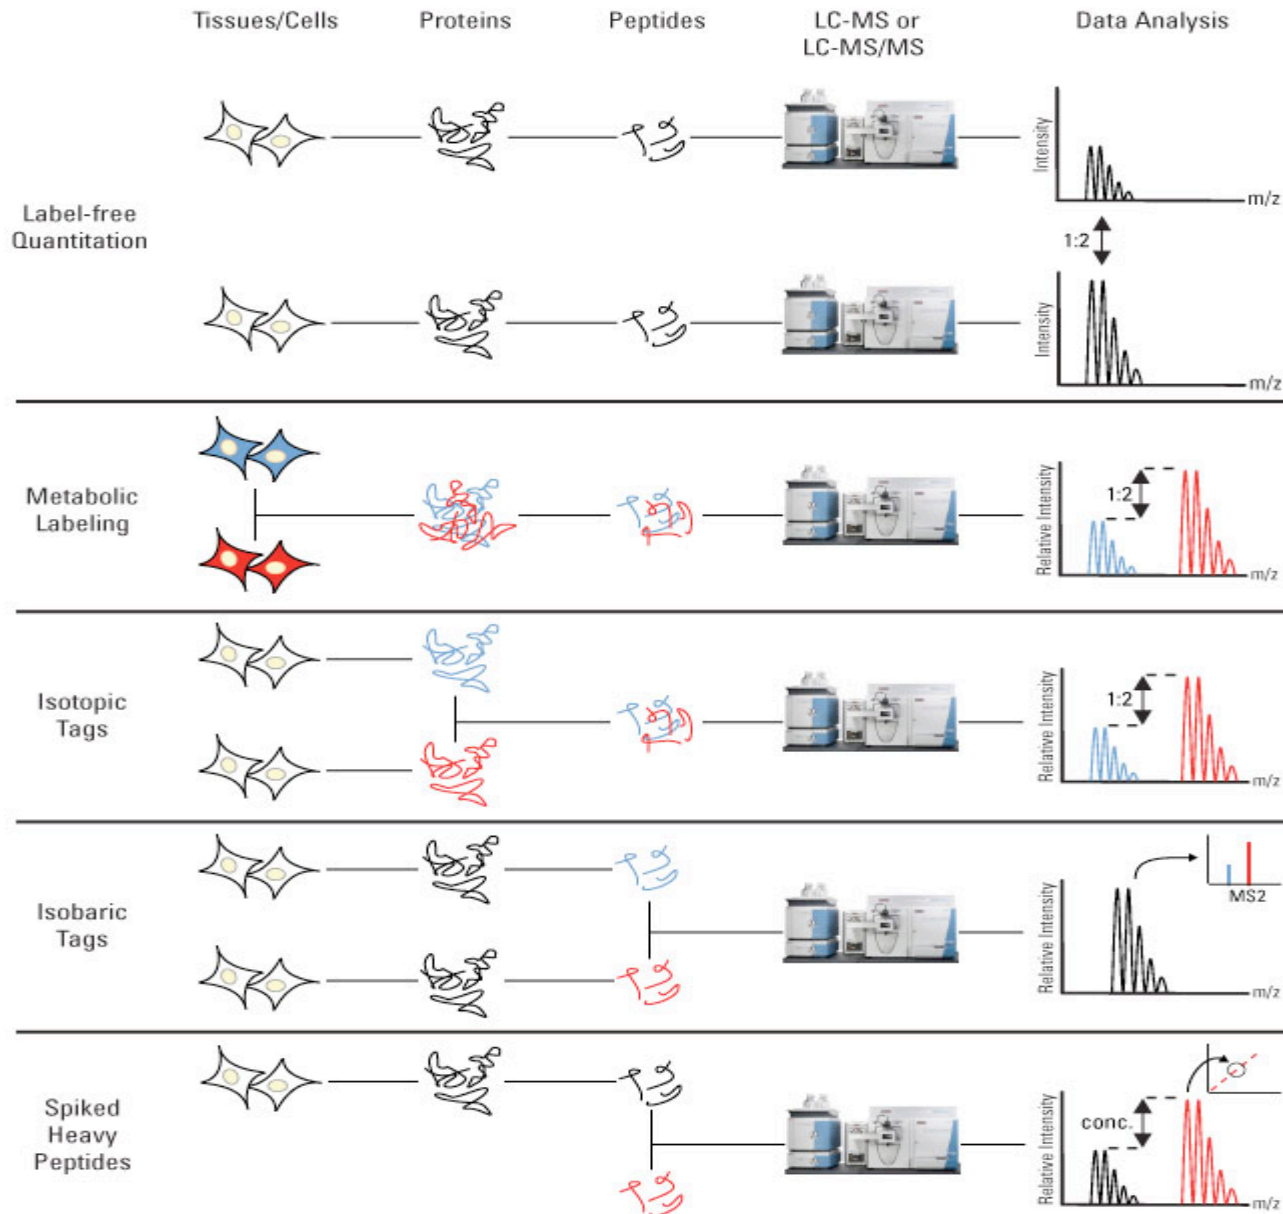 Tissues/Cells
Proteins
Peptides
LC-MS or
LC-MS/MS
Data Analysis
Label-free
Quantitation
Intensity
m/z
1:2
Intensity
m/z
Metabolic
Labeling
Relative Intensity
1:2
m/z
Isotopic
Tags
Relative Intensity
1:2
m/z
Isobaric
Tags
Relative Intensity
MS2
m/z
Spiked
Heavy
Peptides
Relative Intensity
conc.
m/z